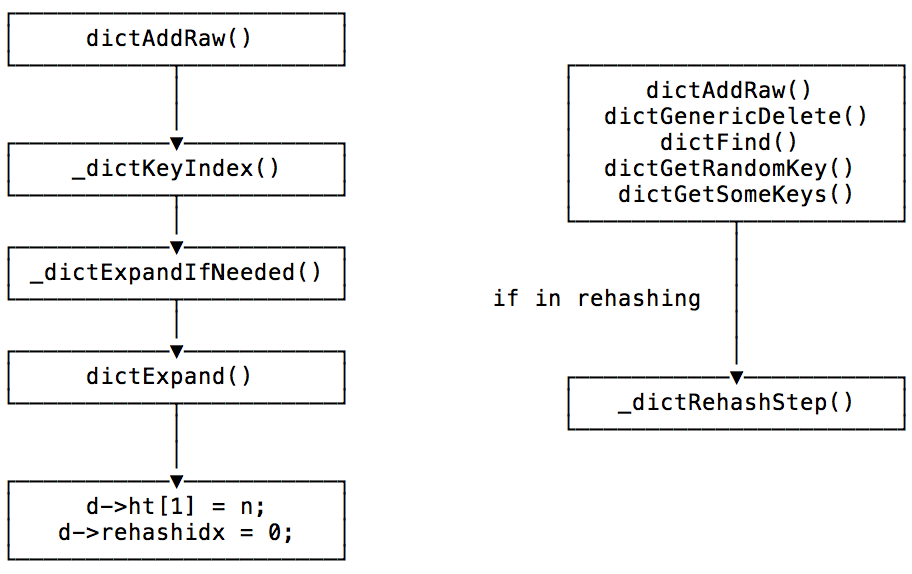 dictAddRaw()
_dictKeyIndex()
_dictExpandIfNeeded()
dictExpand()
d->ht[1] = n;
d->rehashidx = 0;
dictAddRaw()
dictGenericDelete()
dictFind()
dictGetRandomKey()
dictGetSomeKeys()
if in rehashing
_dictRehashStep()